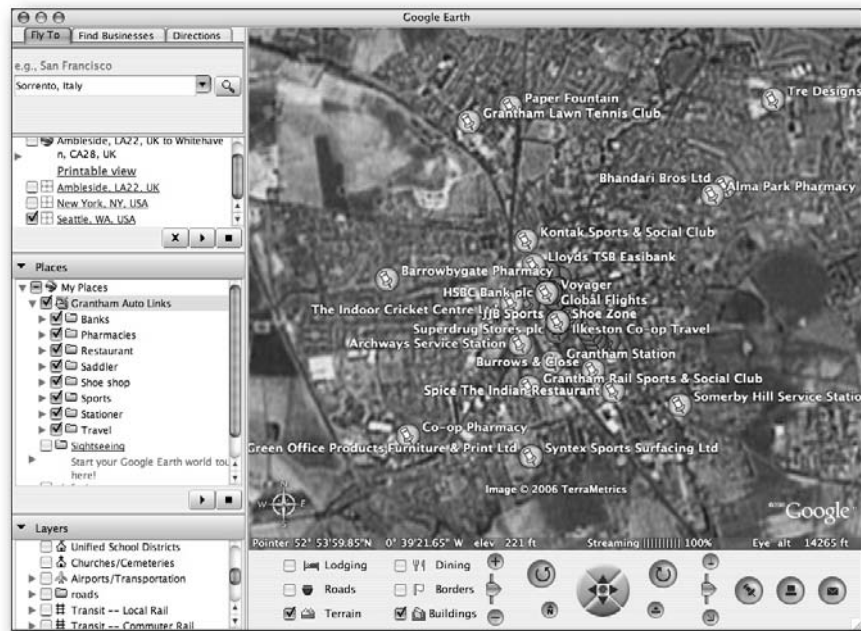 Google Earth
Fly To
Find Businesses
Directions
e.g., San Francisco
Sorrento, Italy
Ambleside, LA22, UK to Whitehave
n, CA28, UK
Printable view
Ambleside, LA22, UK
New York, NY, USA
Seattle, WA, USA
Places
My Places
Grantham Auto Links
Banks
Pharmacies
Restaurant
Saddler
Shoe shop
Sports
Stationer
Travel
Sightseeing
Start your Google Earth world tou
here!
Layers
Unified School Districts
Churches/Cemeteries
Airports/Transportation
roads
Transit -- Local Rail
Transit -- Commuter Rail
Paper Fountain
Tre Designs
Grantham Lawn Tennis Club
Bhandari Bros Ltd
Alma Park Pharmacy
Kontak Sports & Social Club
Lloyds TSB Easibank
Barrowbygate Pharmacy
Voyager
HSBC Bank plc
Global Flights
The Indoor Cricket Centre
JJB Sports
Shoe Zone
Superdrug Stores plc
Ilkeston Co-op Travel
Archways Service Station
Grantham Station
Burrows & Close
Grantham Rail Sports & Social Club
Spice The Indian Restaurant
Somerby Hill Service Statio
Co-op Pharmacy
Green Office Products Furniture & Print Ltd
Syntex Sports Surfacing Ltd
N
W
E
Image © 2006 TerraMetrics
Google
Pointer 52° 53'59.85"N 0° 39'21.65" W elev 221 ft
Streaming |||||||||| 100%
Eye alt 14265 ft
Lodging
Dining
Roads
Borders
Terrain
Buildings